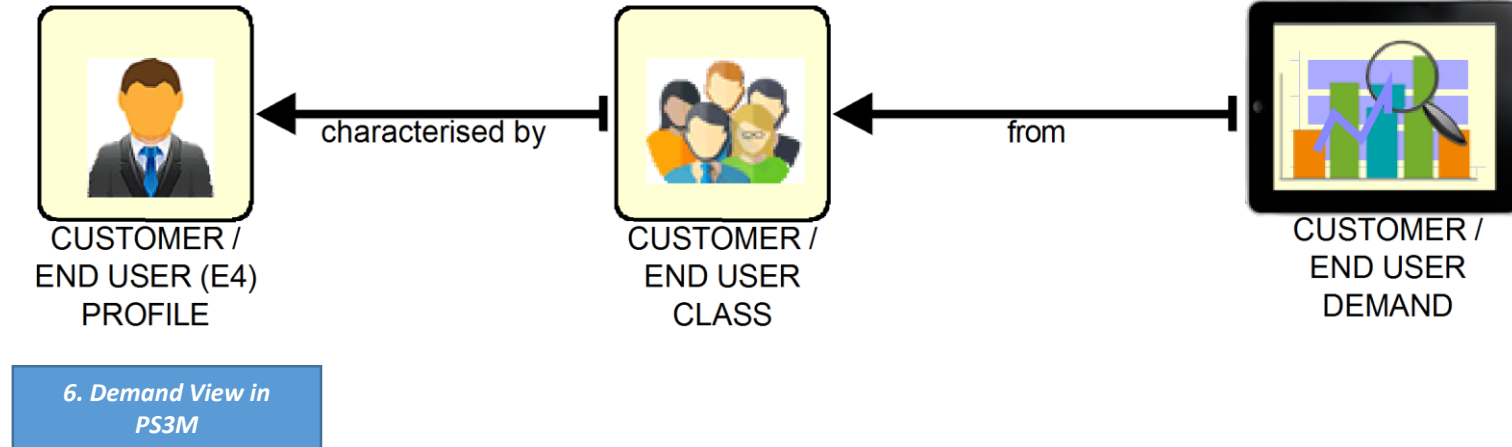 characterised by
from
CUSTOMER /
END USER (E4)
PROFILE
CUSTOMER /
END USER
CLASS
CUSTOMER /
END USER
DEMAND
6. Demand View in
PS3M